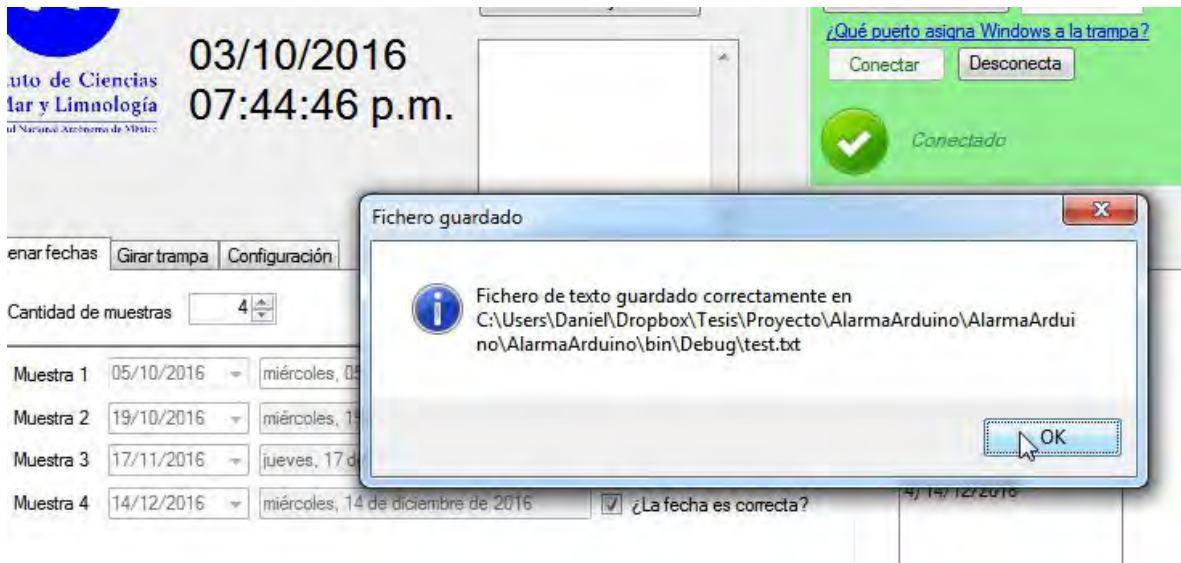 ¿Qué puerto asigna Windows a la trampa?
Conectar Desconecta
Conectado
03/10/2016
07:44:46 p.m.
uto de Ciencias
Mar y Limnología
Fichero guardado
Fichero de texto guardado correctamente en
C:\Users\Daniel\Dropbox\Tesis\Proyecto\AlarmaArduino\AlarmaArdui
no\AlarmaArduino\bin\Debug\test.txt
OK
enar fechas Girar trampa Configuración
Cantidad de muestras 4
Muestra 1 05/10/2016 miércoles, 05
Muestra 2 19/10/2016 miércoles, 19
Muestra 3 17/11/2016 jueves, 17 d
Muestra 4 14/12/2016 miércoles, 14 de diciembre de 2016 ¿La fecha es correcta?
4) 14/12/2016